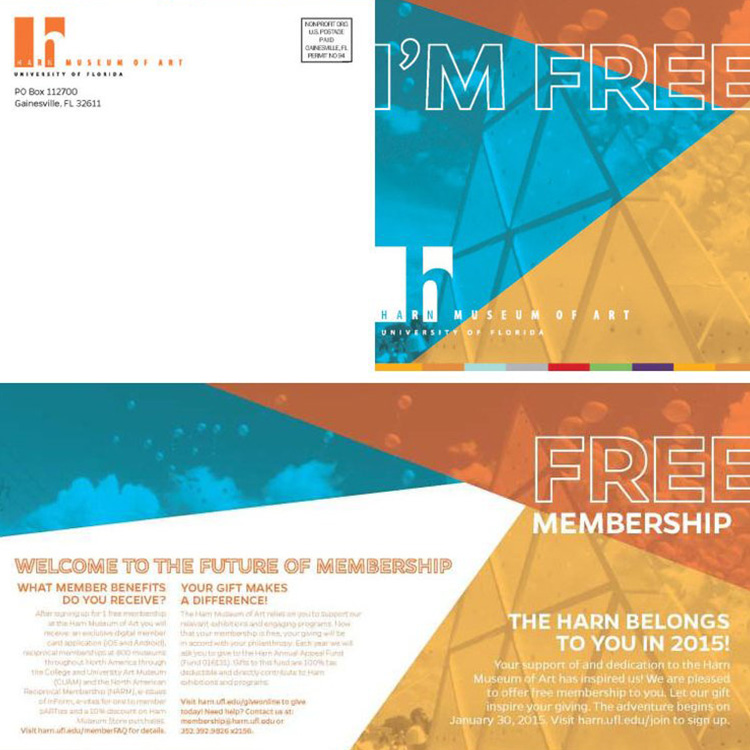 HARN MUSEUM OF ART
UNIVERSITY OF FLORIDA
PO Box 112700
Gainesville, FL 32611
NONPROFIT ORG.
U.S. POSTAGE
PAID
GAINESVILLE, FL
PERMIT NO 94
I'M FREE
h
HARN MUSEUM OF ART
UNIVERSITY OF FLORIDA
FREE
MEMBERSHIP
WELCOME TO THE FUTURE OF MEMBERSHIP
WHAT MEMBER BENEFITS
DO YOU RECEIVE?
After signing up for 1 free membership
at the Harn Museum of Art you will
receive: an exclusive digital member
card application (iOS and Android),
reciprocal memberships at 800 museums
throughout North America through
the College and University Art Museum
(CUAM) and the North American
Reciprocal Membership (NARM), e-issues
of InForm, e-vites for one to member
pARTies and a 10% discount on Harn
Museum Store purchases.
Visit harn.ufl.edu/memberFAQ for details.
YOUR GIFT MAKES
A DIFFERENCE!
The Harn Museum of Art relies on you to support our
relevant exhibitions and engaging programs. Now
that your membership is free, your giving will be
in accord with your philanthropy. Each year we will
ask you to give to the Harn Annual Appeal Fund
Gifts to this fund are 100% tax
deductible and directly contribute to Harn
exhibitions and programs.
Visit harn.ufl.edu/giveonline to give
today! Need help? Contact us at:
membership@harn.ufl.edu or
352.392.9826 x2156.
THE HARN BELONGS
TO YOU IN 2015!
Your support of and dedication to the Harn
Museum of Art has inspired us! We are pleased
to offer free membership to you. Let our gift
inspire your giving. The adventure begins on
January 30, 2015. Visit harn.ufl.edu/join to sign up.